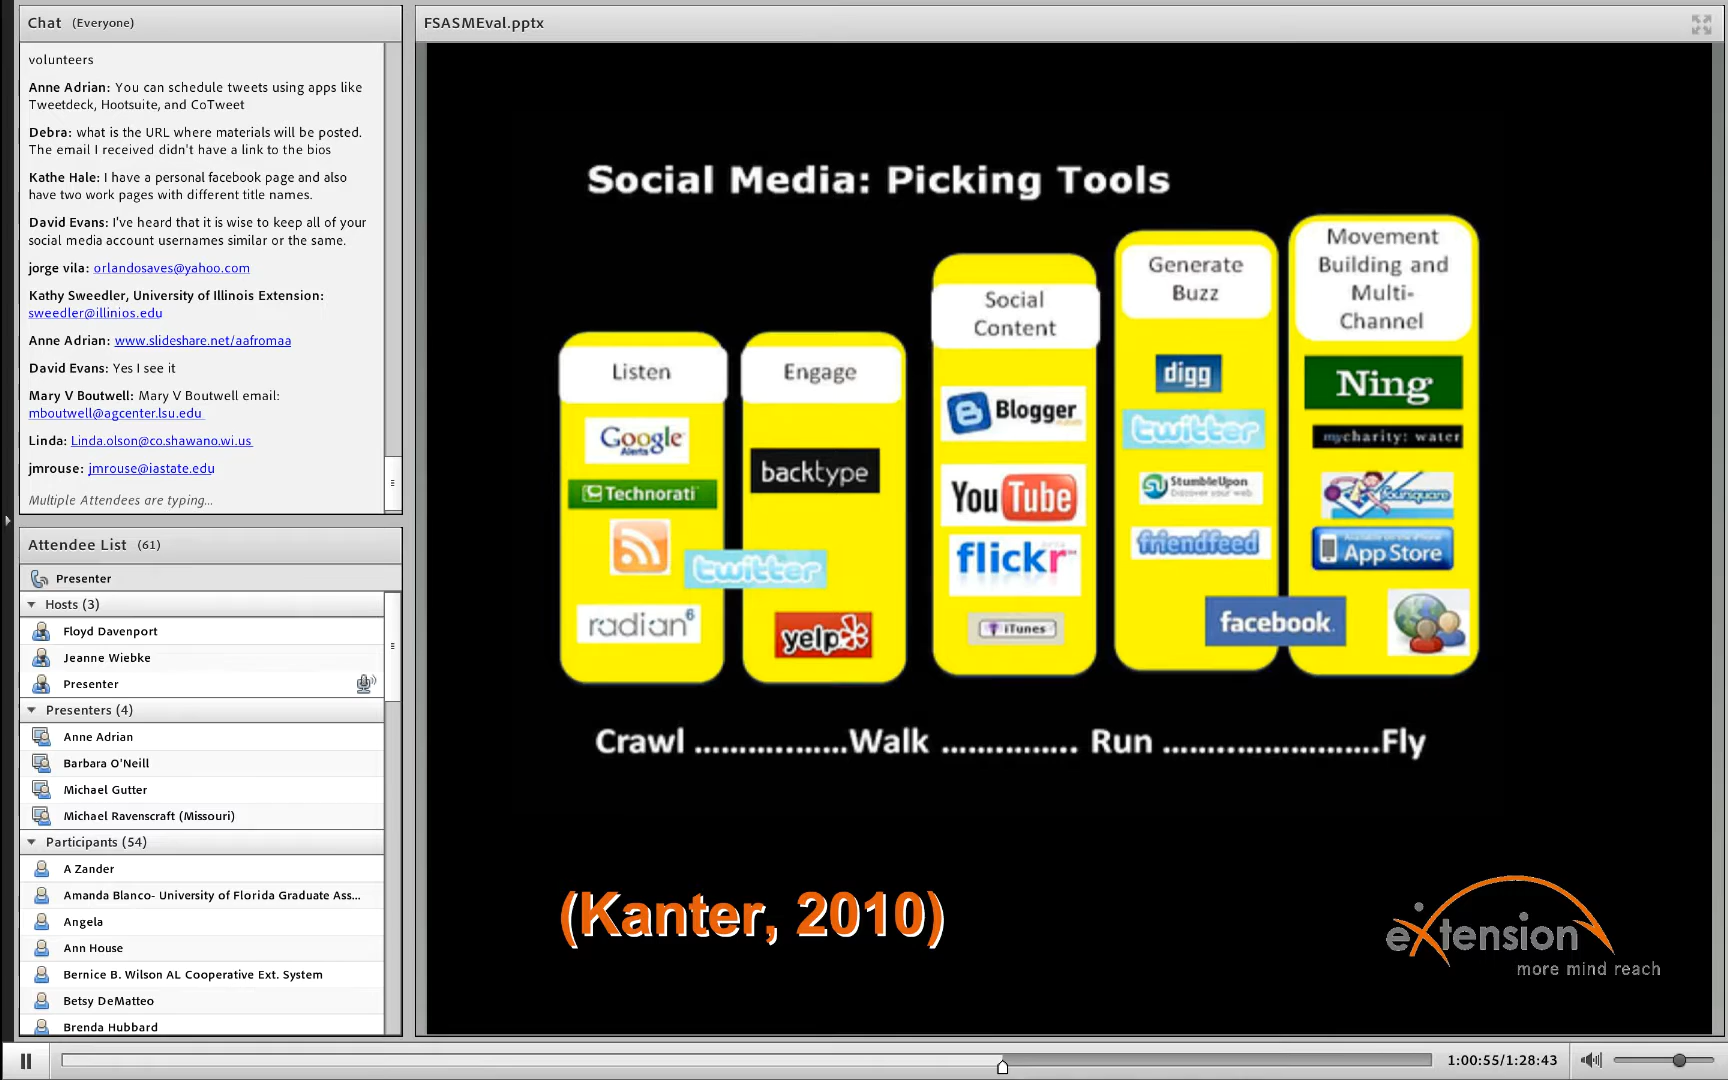 Chat (Everyone)
volunteers
Anne Adrian: You can schedule tweets using apps like
Tweetdeck, Hootsuite, and CoTweet
Debra: what is the URL where materials will be posted.
The email I received didn't have a link to the bios
Kathe Hale: I have a personal facebook page and also
have two work pages with different title names.
David Evans: I've heard that it is wise to keep all of your
social media account usernames similar or the same.
jorge vila: orlandosaves@yahoo.com
Kathy Sweedler, University of Illinois Extension:
sweedler@illinios.edu
Anne Adrian: www.slideshare.net/aafromaa
David Evans: Yes I see it
Mary V Boutwell: Mary V Boutwell email:
mboutwell@agcenter.lsu.edu
Linda: Linda.olson@co.shawano.wi.us
jmrouse: jmrouse@iastate.edu
Multiple Attendees are typing...
Attendee List (61)
Presenter
Hosts (3)
Floyd Davenport
Jeanne Wiebke
Presenter
Presenters (4)
Anne Adrian
Barbara O'Neill
Michael Gutter
Michael Ravenscraft (Missouri)
Participants (54)
A Zander
Amanda Blanco- University of Florida Graduate Ass...
Angela
Ann House
Bernice B. Wilson AL Cooperative Ext. System
Betsy DeMatteo
Brenda Hubbard
FSASMEval.pptx
Social Media: Picking Tools
Listen
Google
Alerts
Technorati
radian6
Engage
backtype
twitter
yelp
Social
Content
Blogger
YouTube
flickr
iTunes
Generate
Buzz
digg
twitter
StumbleUpon
Discover your web
friendfeed
facebook.
Movement
Building and
Multi-
Channel
Ning
mycharity: water
foursquare
App Store
Crawl ...............Walk .............. Run ......................Fly
(Kanter, 2010)
eXtension
more mind reach
1:00:55/1:28:43